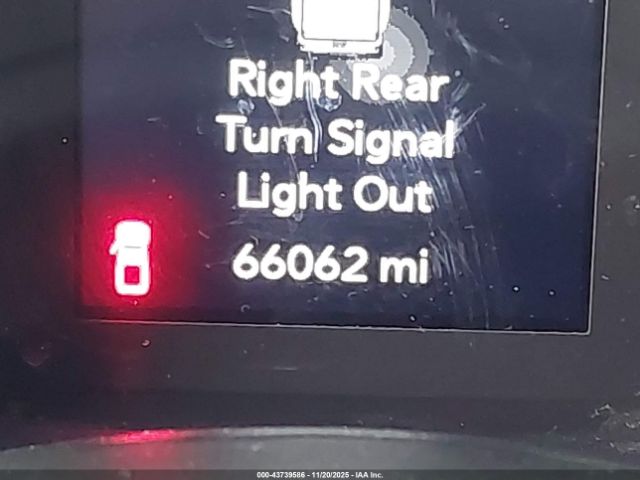 Right Rear
Turn Signal
Light Out
66062 mi
000-43739586 - 11/20/2025 - IAA Inc.